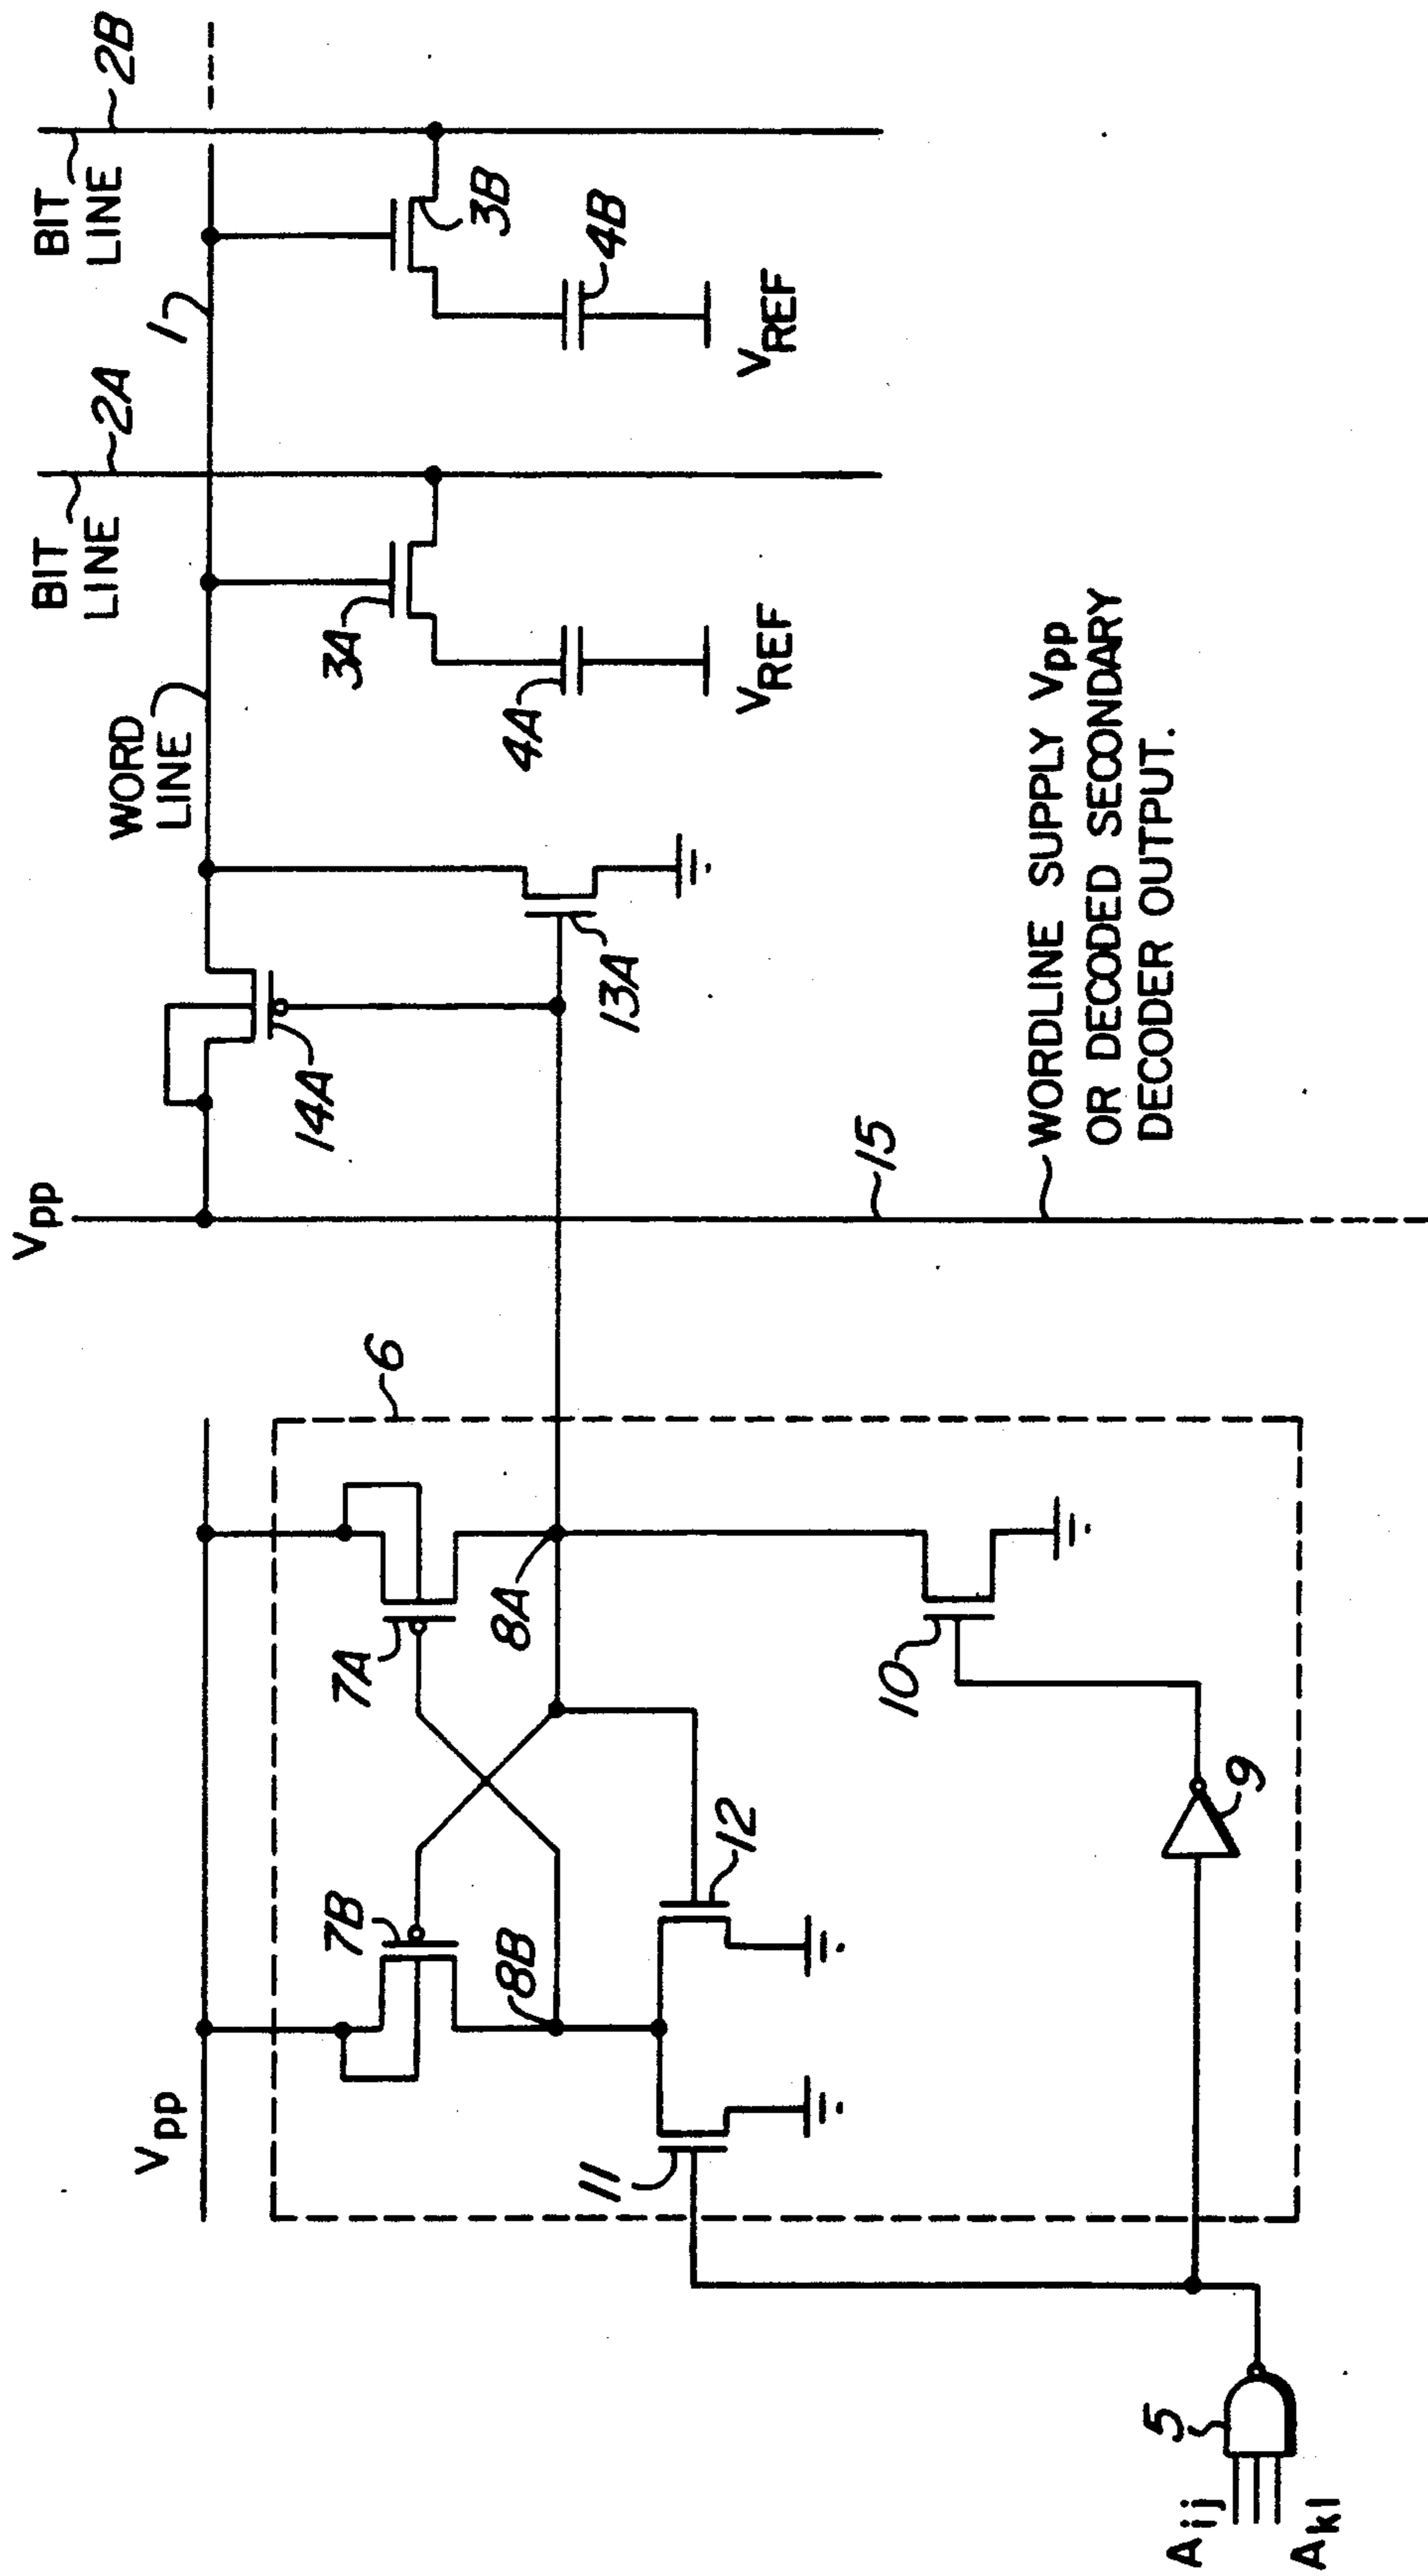 Vpp
6
7B
7A
8B
8A
11
12
10
9
5
Aij
Akl
Vpp
14A
13A
15
WORDLINE SUPPLY Vpp
OR DECODED SECONDARY
DECODER OUTPUT.
WORD
LINE
1
BIT
LINE
2A
3A
4A
VREF
BIT
LINE
2B
3B
4B
VREF